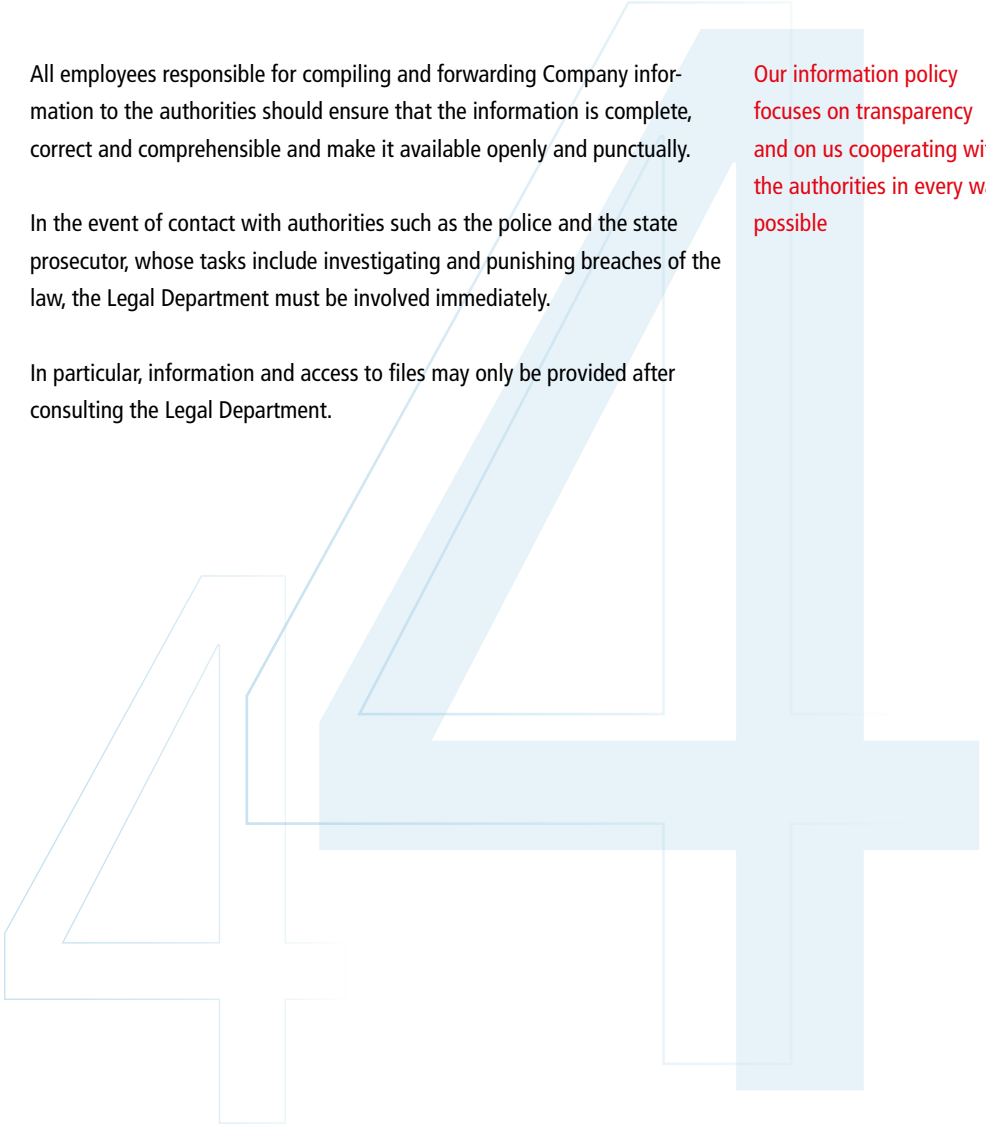 All employees responsible for compiling and forwarding Company infor-
mation to the authorities should ensure that the information is complete,
correct and comprehensible and make it available openly and punctually.
In the event of contact with authorities such as the police and the state
prosecutor, whose tasks include investigating and punishing breaches of the
law, the Legal Department must be involved immediately.
In particular, information and access to files may only be provided after
consulting the Legal Department.
Our information policy
focuses on transparency
and on us cooperating
the authorities in every
possible
4
4
4